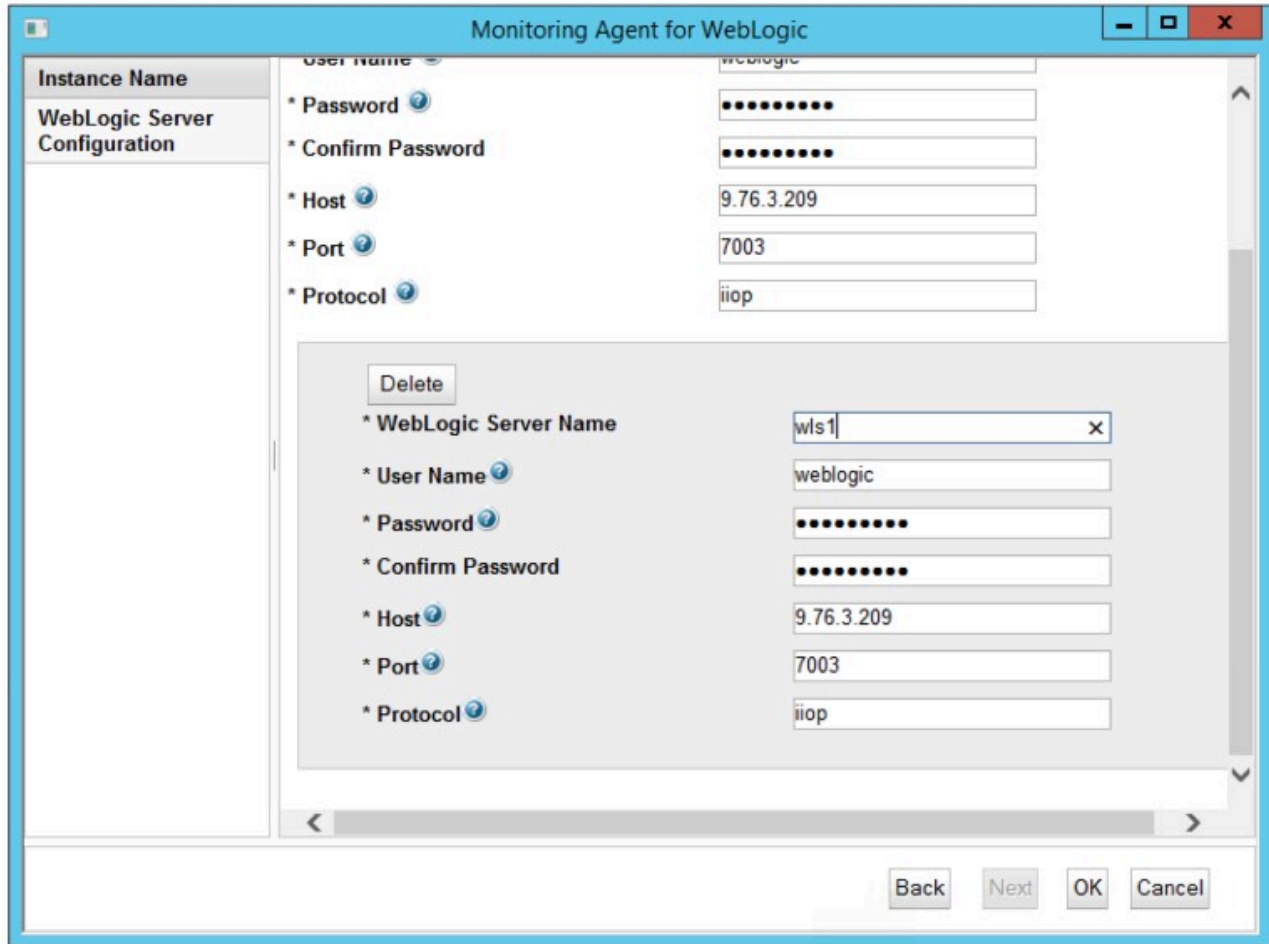 Monitoring Agent for WebLogic
Instance Name
WebLogic Server
Configuration
User Name weblogic
* Password •••••••••
* Confirm Password •••••••••
* Host 9.76.3.209
* Port 7003
* Protocol iiop
Delete
* WebLogic Server Name wls1
* User Name weblogic
* Password •••••••••
* Confirm Password •••••••••
* Host 9.76.3.209
* Port 7003
* Protocol iiop
Back Next OK Cancel